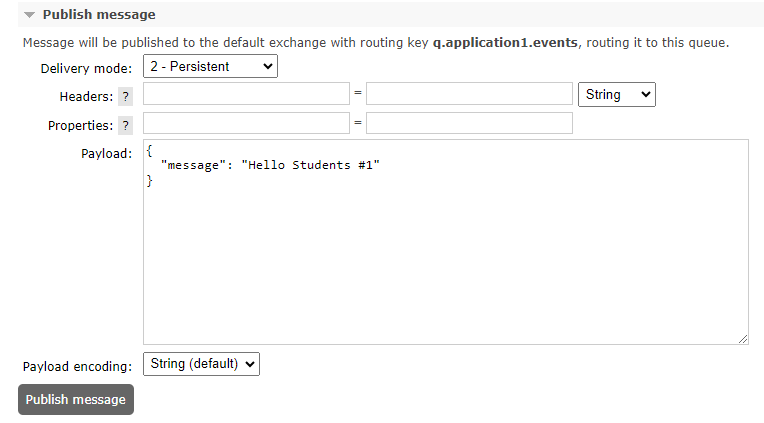 Publish message
Message will be published to the default exchange with routing key q.application1.events, routing it to this queue.
Delivery mode: 2 - Persistent
Headers: ? = String
Properties: ? =
Payload: {
"message": "Hello Students #1"
}
Payload encoding: String (default)
Publish message